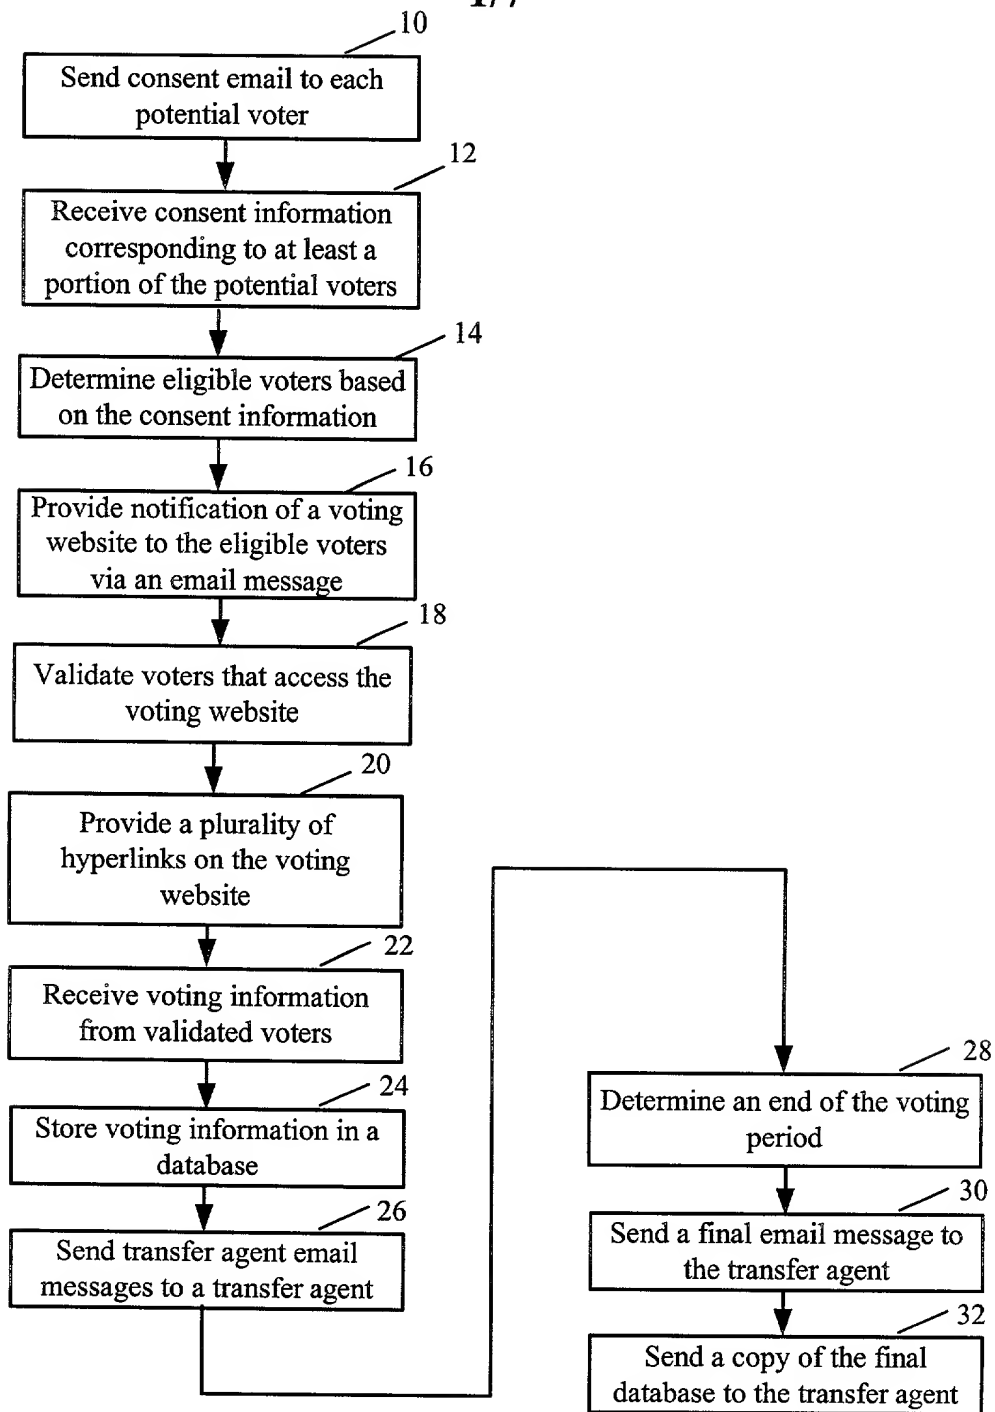 10
Send consent email to each
potential voter
12
Receive consent information
corresponding to at least a
portion of the potential voters
14
Determine eligible voters based
on the consent information
16
Provide notification of a voting
website to the eligible voters
via an email message
18
Validate voters that access the
voting website
20
Provide a plurality of
hyperlinks on the voting
website
22
Receive voting information
from validated voters
24
Store voting information in a
database
26
Send transfer agent email
messages to a transfer agent
28
Determine an end of the voting
period
30
Send a final email message to
the transfer agent
32
Send a copy of the final
database to the transfer agent